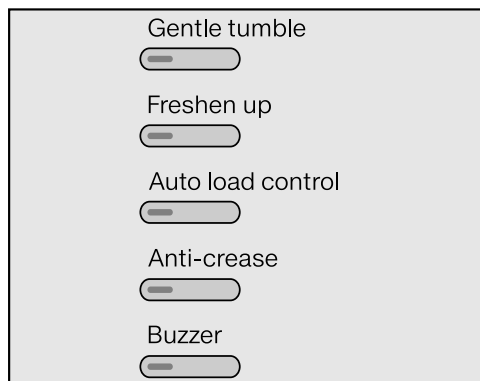 Gentle tumble
Freshen up
Auto load control
Anti-crease
Buzzer